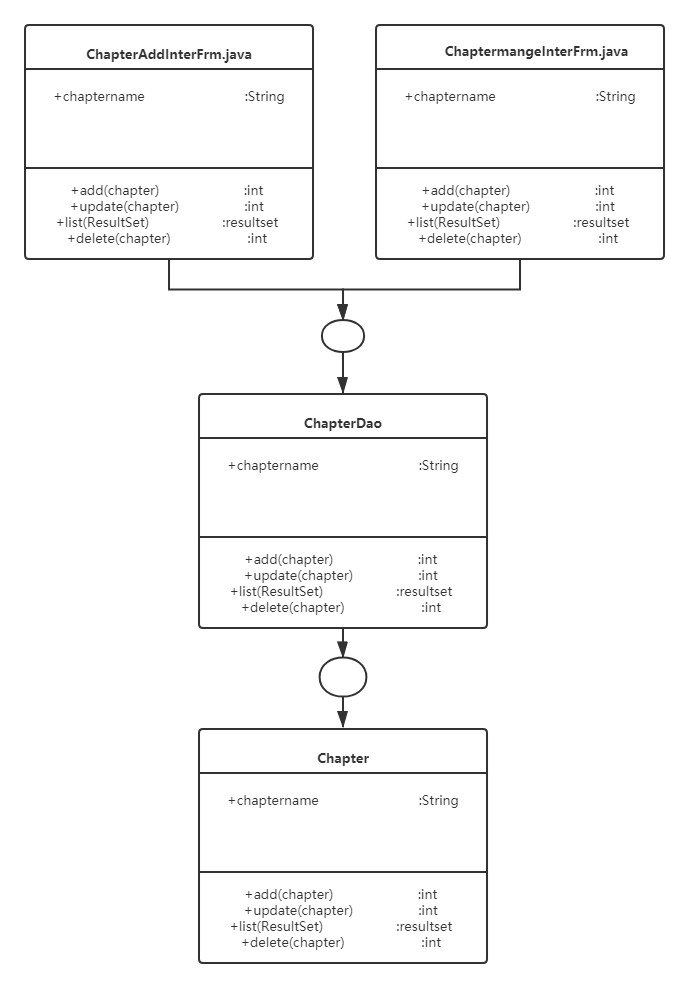 ChapterAddInterFrm.java
+chaptername :String
+add(chapter) :int
+update(chapter) :int
+list(ResultSet) :resultset
+delete(chapter) :int
ChaptermangeInterFrm.java
+chaptername :String
+add(chapter) :int
+update(chapter) :int
+list(ResultSet) :resultset
+delete(chapter) :int
ChapterDao
+chaptername :String
+add(chapter) :int
+update(chapter) :int
+list(ResultSet) :resultset
+delete(chapter) :int
Chapter
+chaptername :String
+add(chapter) :int
+update(chapter) :int
+list(ResultSet) :resultset
+delete(chapter) :int